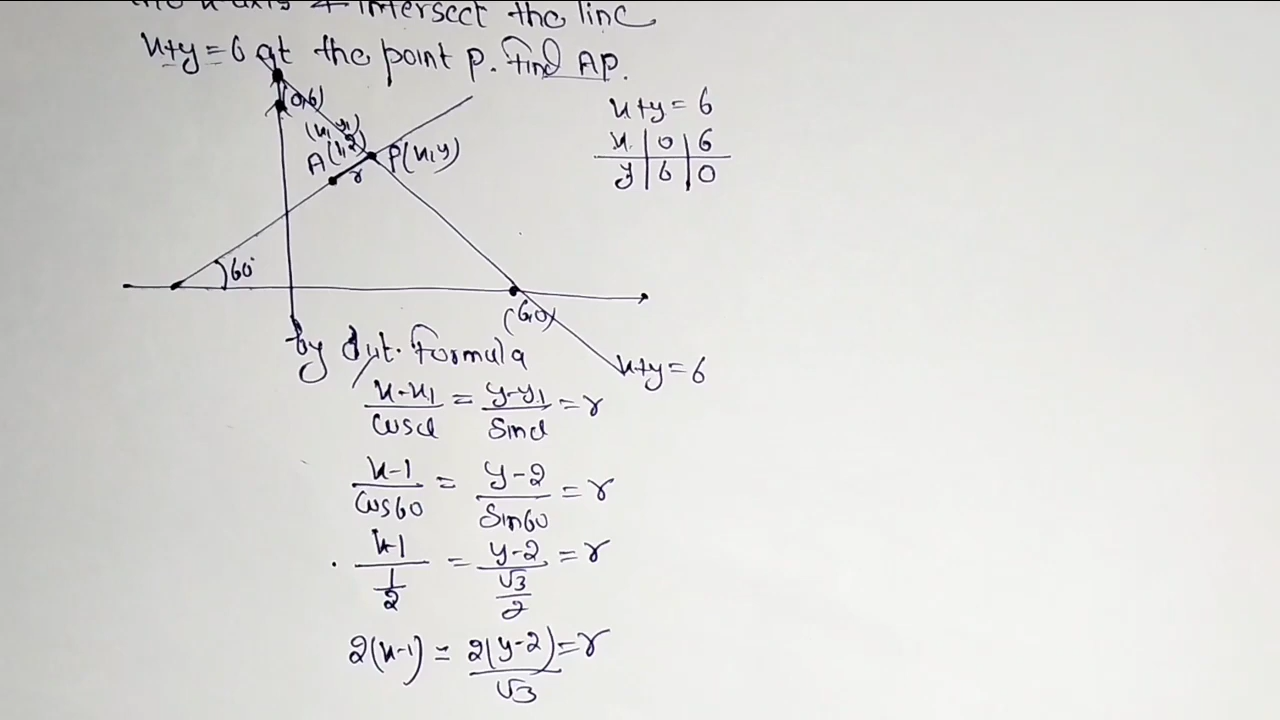 x-axis & intersect the line
x+y=6 at the point P. Find AP.
(0,6)
(x1,y1)
A(1,2)
P(x,y)
r
60°
(6,0)
x+y=6
x+y = 6
x | 0 | 6
y | 6 | 0
by dist. Formula
x-x1/cosα = y-y1/sinα = r
x-1/cos60 = y-2/sin60 = r
x-1/(1/2) = y-2/(√3/2) = r
2(x-1) = 2(y-2)/√3 = r